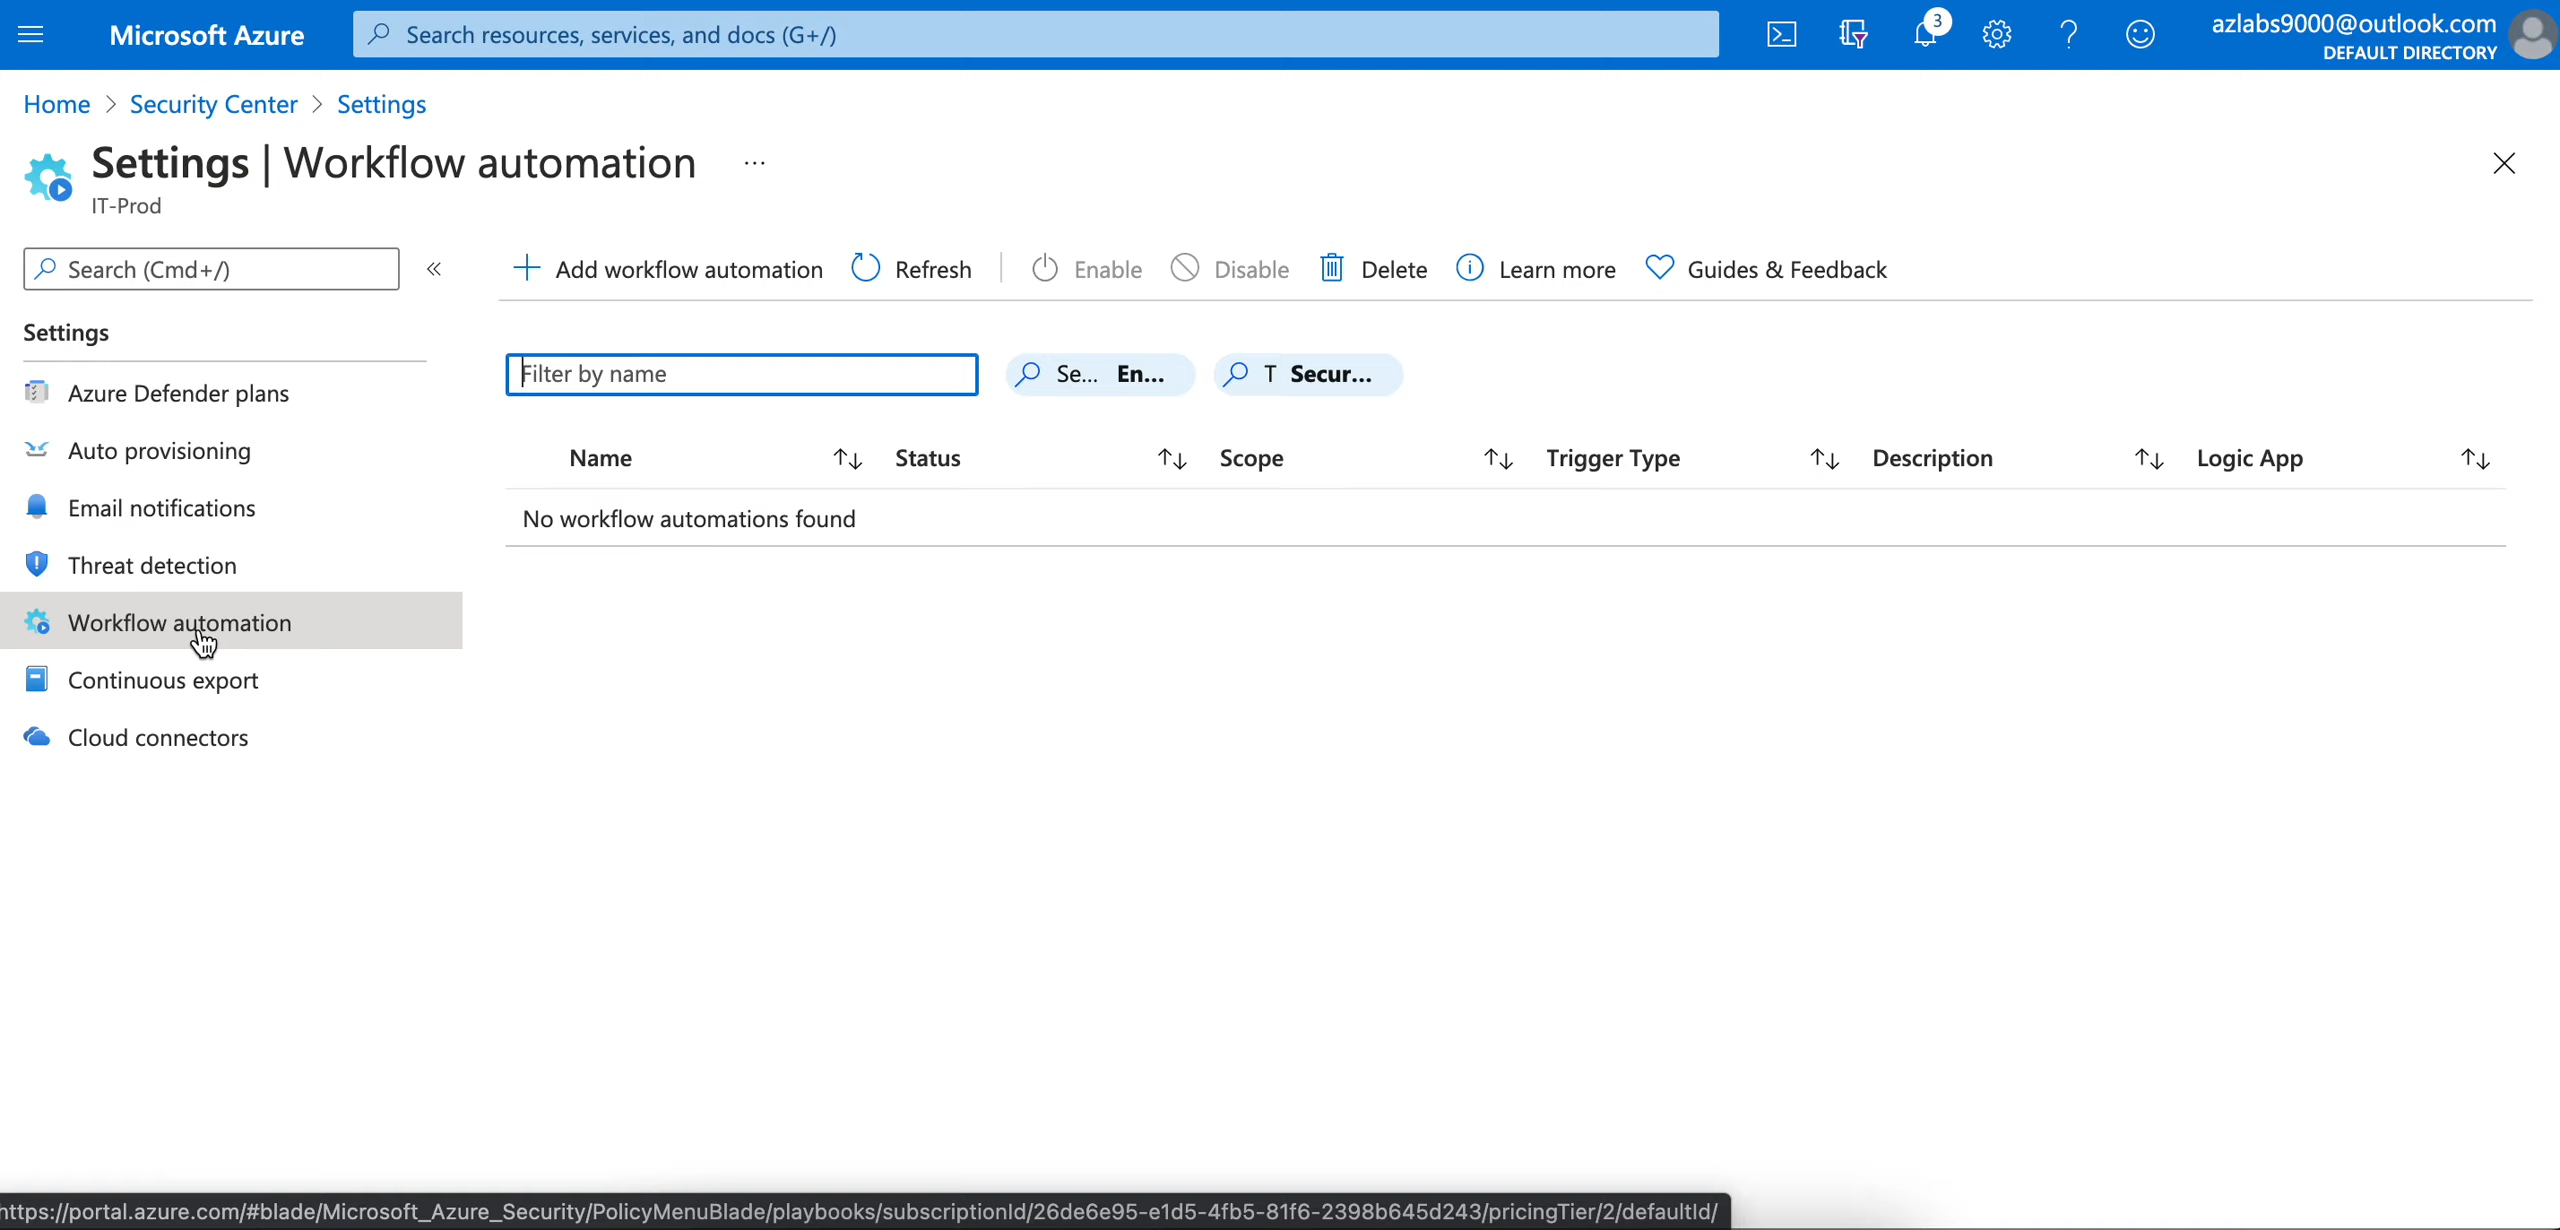 Microsoft Azure
Search resources, services, and docs (G+/)
3
azlabs9000@outlook.com
DEFAULT DIRECTORY
Home > Security Center > Settings
Settings | Workflow automation ...
IT-Prod
Search (Cmd+/) «
Add workflow automation Refresh Enable Disable Delete Learn more Guides & Feedback
Settings
Azure Defender plans
Auto provisioning
Email notifications
Threat detection
Workflow automation
Continuous export
Cloud connectors
Filter by name Se... En... T Secur...
Name Status Scope Trigger Type Description Logic App
No workflow automations found
https://portal.azure.com/#blade/Microsoft_Azure_Security/PolicyMenuBlade/playbooks/subscriptionId/26de6e95-e1d5-4fb5-81f6-2398b645d243/pricingTier/2/defaultId/